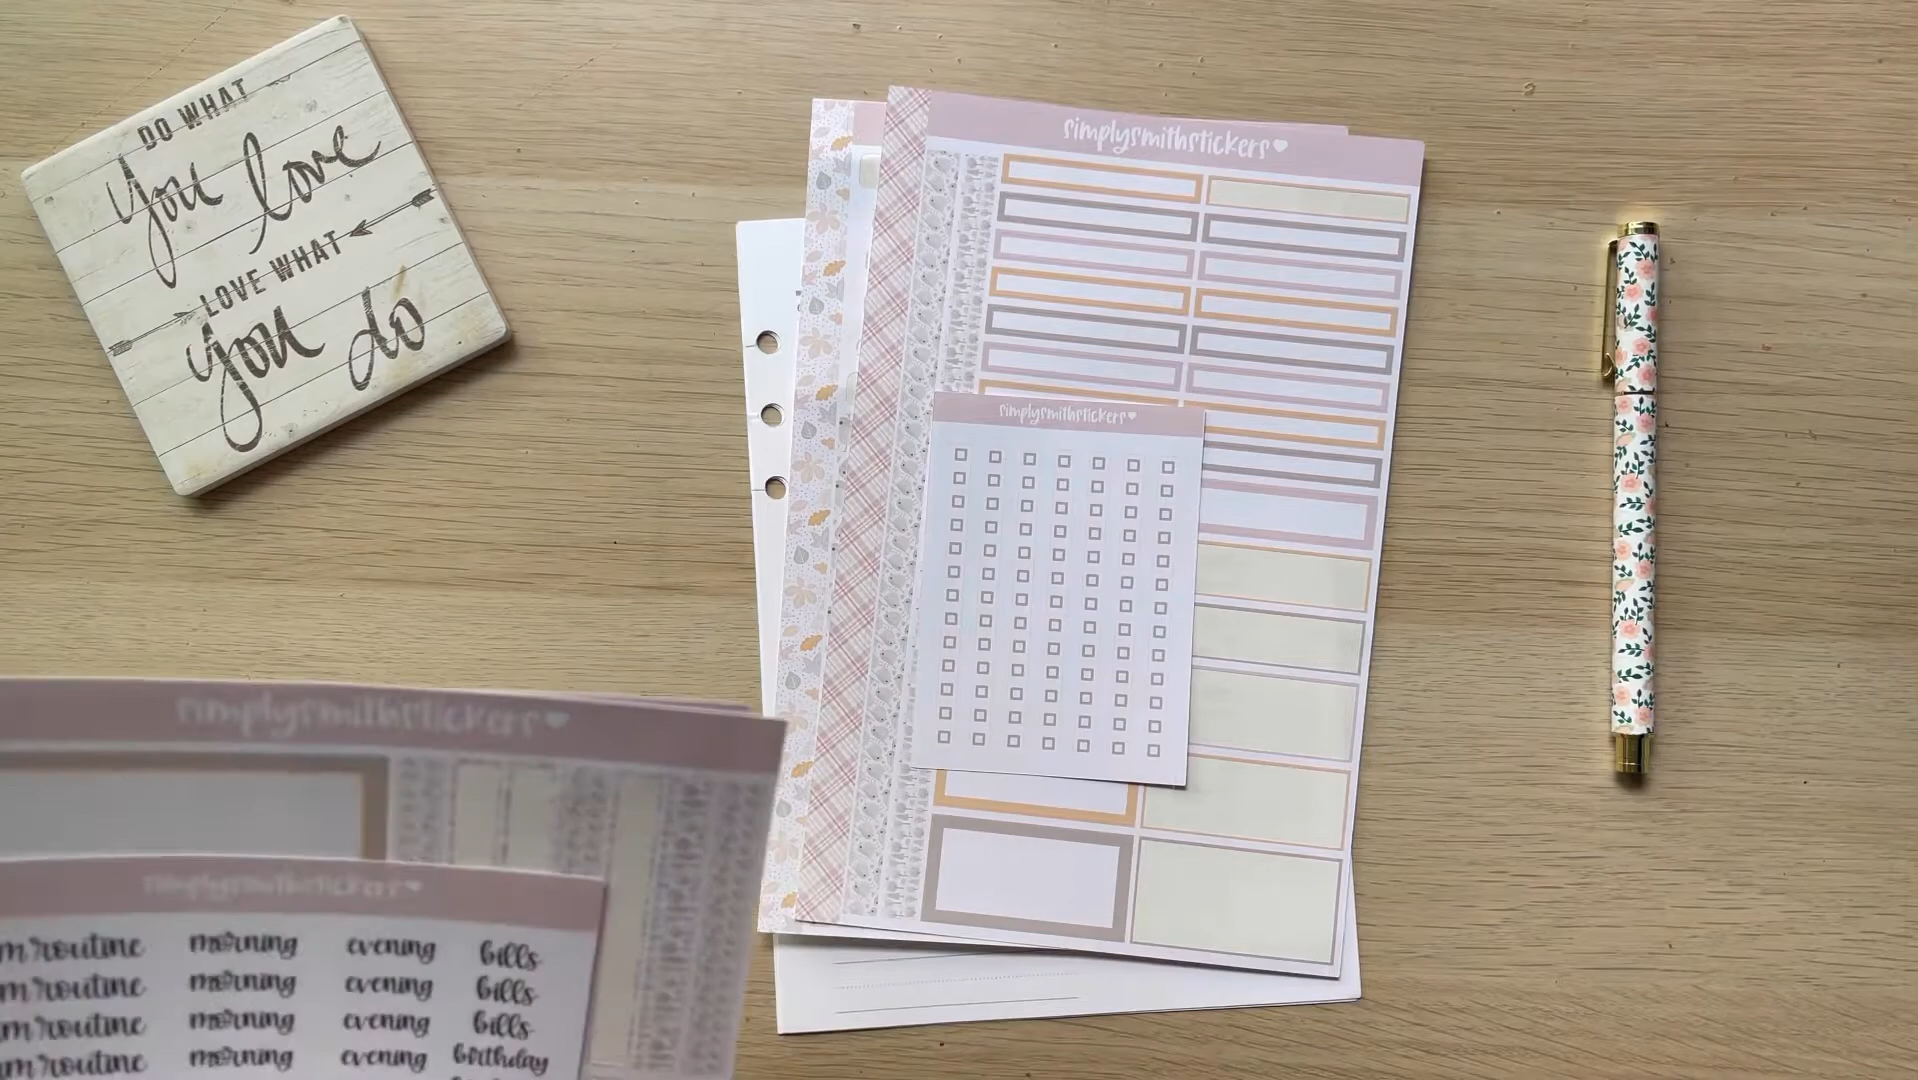 DO WHAT
you love
LOVE WHAT
you do
simplysmithstickers
simplysmithstickers
simplysmithstickers
simplysmithstickers
m routine morning evening bills
m routine morning evening bills
m routine morning evening bills
m routine morning evening birthday